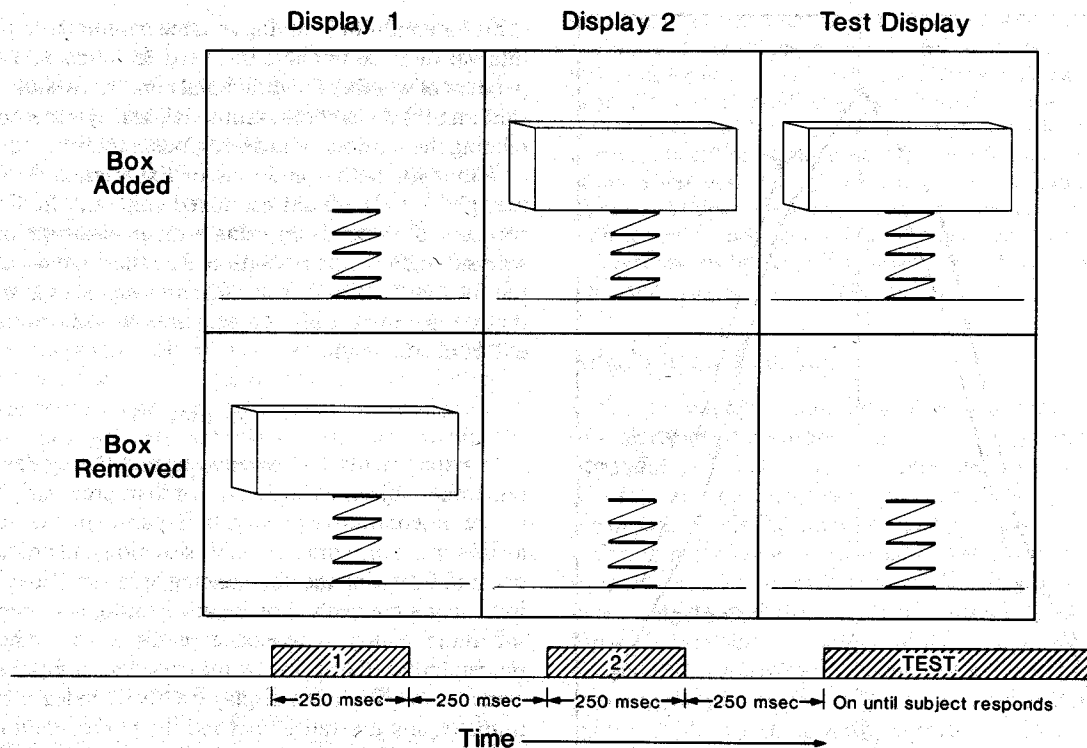 Display 1
Display 2
Test Display
Box
Added
Box
Removed
1
2
TEST
250 msec
250 msec
250 msec
250 msec
On until subject responds
Time